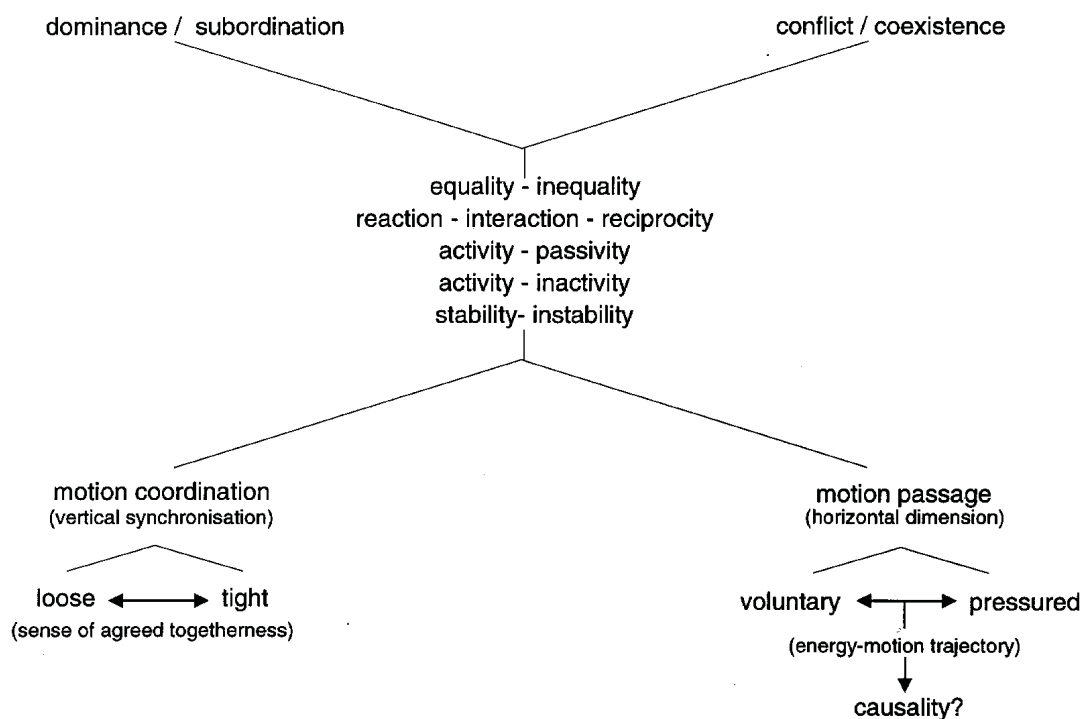 dominance / subordination
conflict / coexistence
equality - inequality
reaction - interaction - reciprocity
activity - passivity
activity - inactivity
stability- instability
motion coordination
(vertical synchronisation)
motion passage
(horizontal dimension)
loose tight
(sense of agreed togetherness)
voluntary pressured
(energy-motion trajectory)
causality?